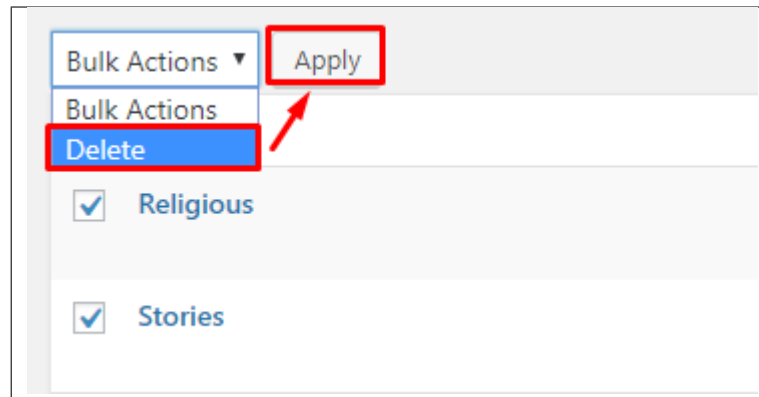 Bulk Actions ▼ Apply
Bulk Actions
Delete
Religious
Stories